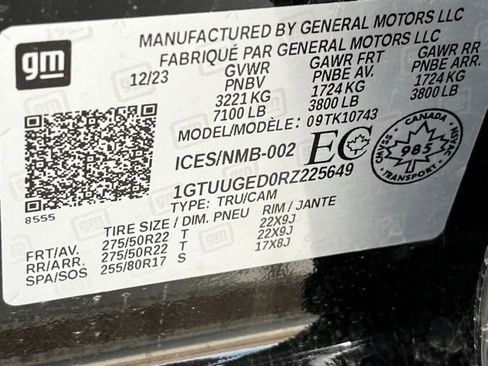 MANUFACTURED BY GENERAL MOTORS LLC
FABRIQUÉ PAR GENERAL MOTORS LLC
gm
12/23 GVWR GAWR FRT GAWR RR
PNBV PNBE AV. PNBE ARR.
3221 KG 1724 KG 1724 KG
7100 LB 3800 LB 3800 LB
MODEL/MODÈLE: 09TK10743
ICES/NMB-002 EC
CANADA
985
8555
1GTUUGED0RZ225649
TYPE: TRU/CAM
TIRE SIZE / DIM. PNEU RIM / JANTE
FRT/AV. 275/50R22 T 22X9J
RR/ARR. 275/50R22 T 22X9J
SPA/SOS 255/80R17 S 17X8J